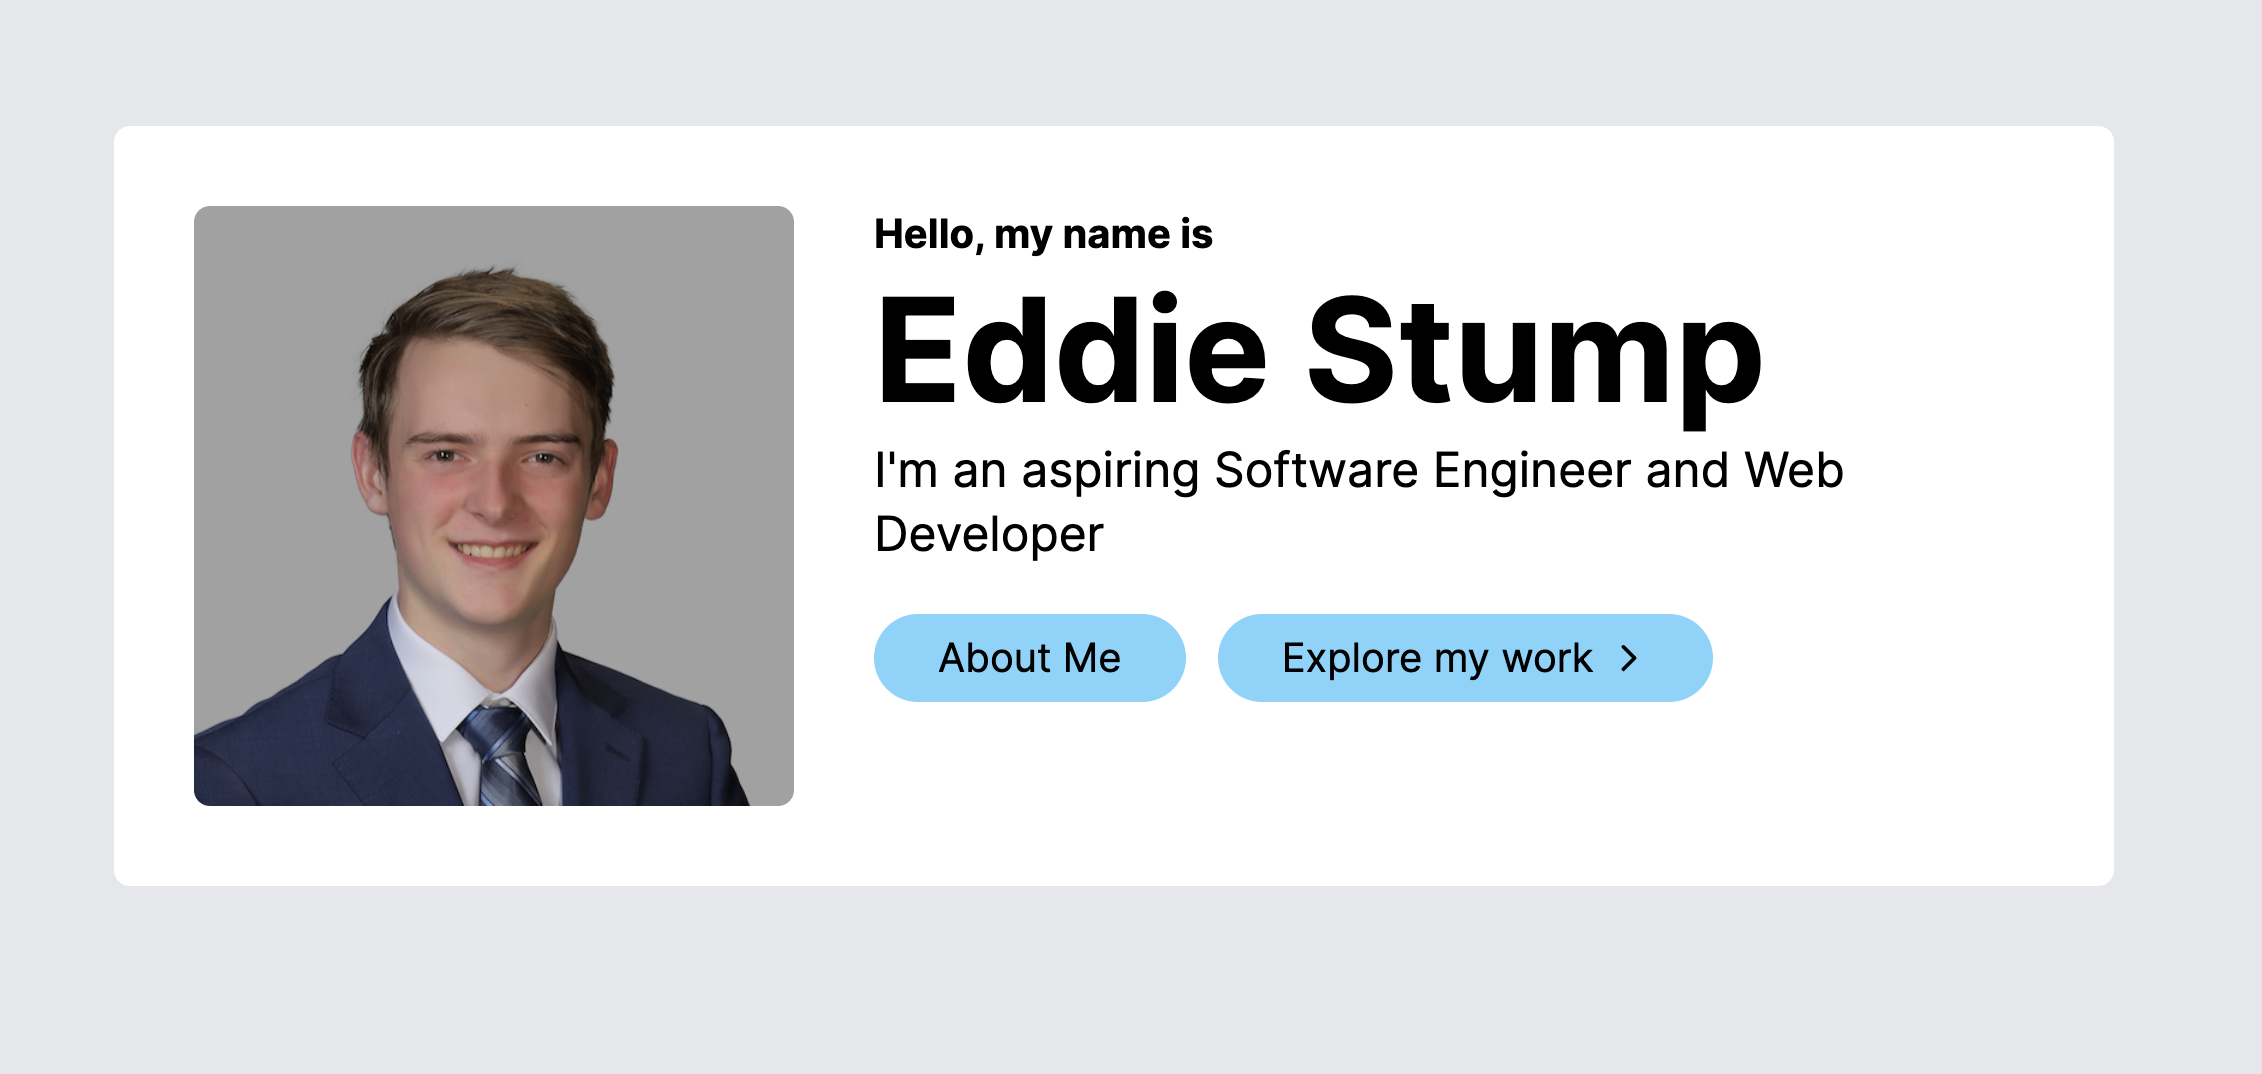 Hello, my name is
Eddie Stump
I'm an aspiring Software Engineer and Web
Developer
About Me
Explore my work